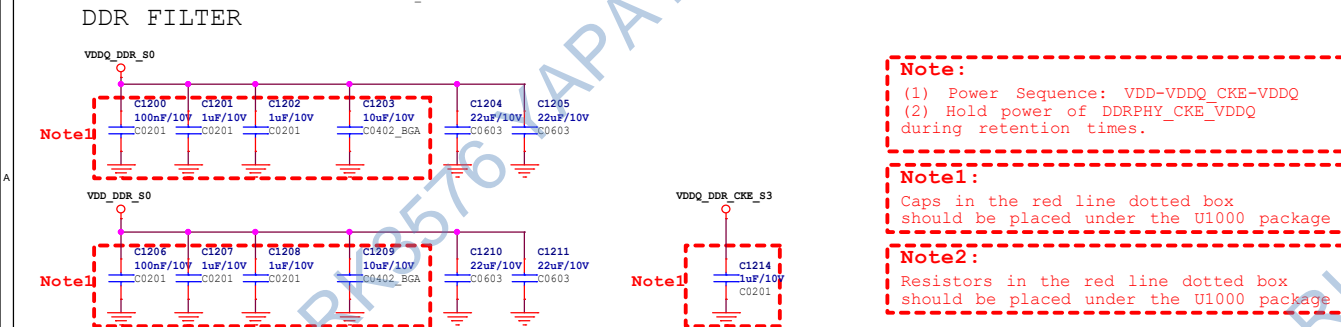 DDR FILTER
VDDQ_DDR_S0
C1200 C1201 C1202 C1203 C1204 C1205
100nF/10V 1uF/10V 1uF/10V 10uF/10V 22uF/10V 22uF/10V
Note1 C0201 C0201 C0201 C0402_BGA C0603 C0603
A
VDD_DDR_S0
C1206 C1207 C1208 C1209 C1210 C1211
100nF/10V 1uF/10V 1uF/10V 10uF/10V 22uF/10V 22uF/10V
Note1 C0201 C0201 C0201 C0402_BGA C0603 C0603
VDDQ_DDR_CKE_S3
C1214
Note1 1uF/10V
C0201
Note:
(1) Power Sequence: VDD-VDDQ_CKE-VDDQ
(2) Hold power of DDRPHY_CKE_VDDQ
during retention times.
Note1:
Caps in the red line dotted box
should be placed under the U1000 package
Note2:
Resistors in the red line dotted box
should be placed under the U1000 package
RK3576 YAPA